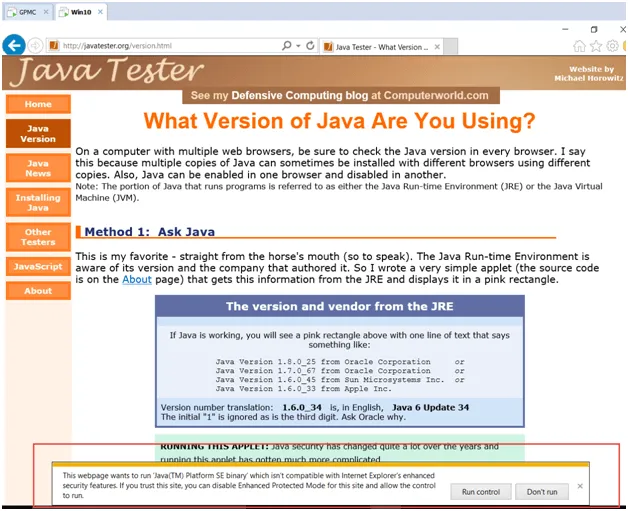 GPMC
Win10
http://javatester.org/version.html
Java Tester - What Version ...
Java Tester
Website by
Michael Horowitz
See my Defensive Computing blog at Computerworld.com
Home
Java
Version
Java
News
Installing
Java
Other
Testers
JavaScript
About
What Version of Java Are You Using?
On a computer with multiple web browsers, be sure to check the Java version in every browser. I say
this because multiple copies of Java can sometimes be installed with different browsers using different
copies. Also, Java can be enabled in one browser and disabled in another.
Note: The portion of Java that runs programs is referred to as either the Java Run-time Environment (JRE) or the Java Virtual
Machine (JVM).
Method 1: Ask Java
This is my favorite - straight from the horse's mouth (so to speak). The Java Run-time Environment is
aware of its version and the company that authored it. So I wrote a very simple applet (the source code
is on the About page) that gets this information from the JRE and displays it in a pink rectangle.
The version and vendor from the JRE
If Java is working, you will see a pink rectangle above with one line of text that says
something like:
Java Version 1.8.0_25 from Oracle Corporation or
Java Version 1.7.0_67 from Oracle Corporation or
Java Version 1.6.0_45 from Sun Microsystems Inc. or
Java Version 1.6.0_33 from Apple Inc.
Version number translation: 1.6.0_34 is, in English, Java 6 Update 34
The initial "1" is ignored as is the third digit. Ask Oracle why.
RUNNING THIS APPLET: Java security has changed quite a lot over the years and
running this applet has gotten much more complicated.
This webpage wants to run 'Java(TM) Platform SE binary' which isn't compatible with Internet Explorer's enhanced
security features. If you trust this site, you can disable Enhanced Protected Mode for this site and allow the control
to run.
Run control
Don't run